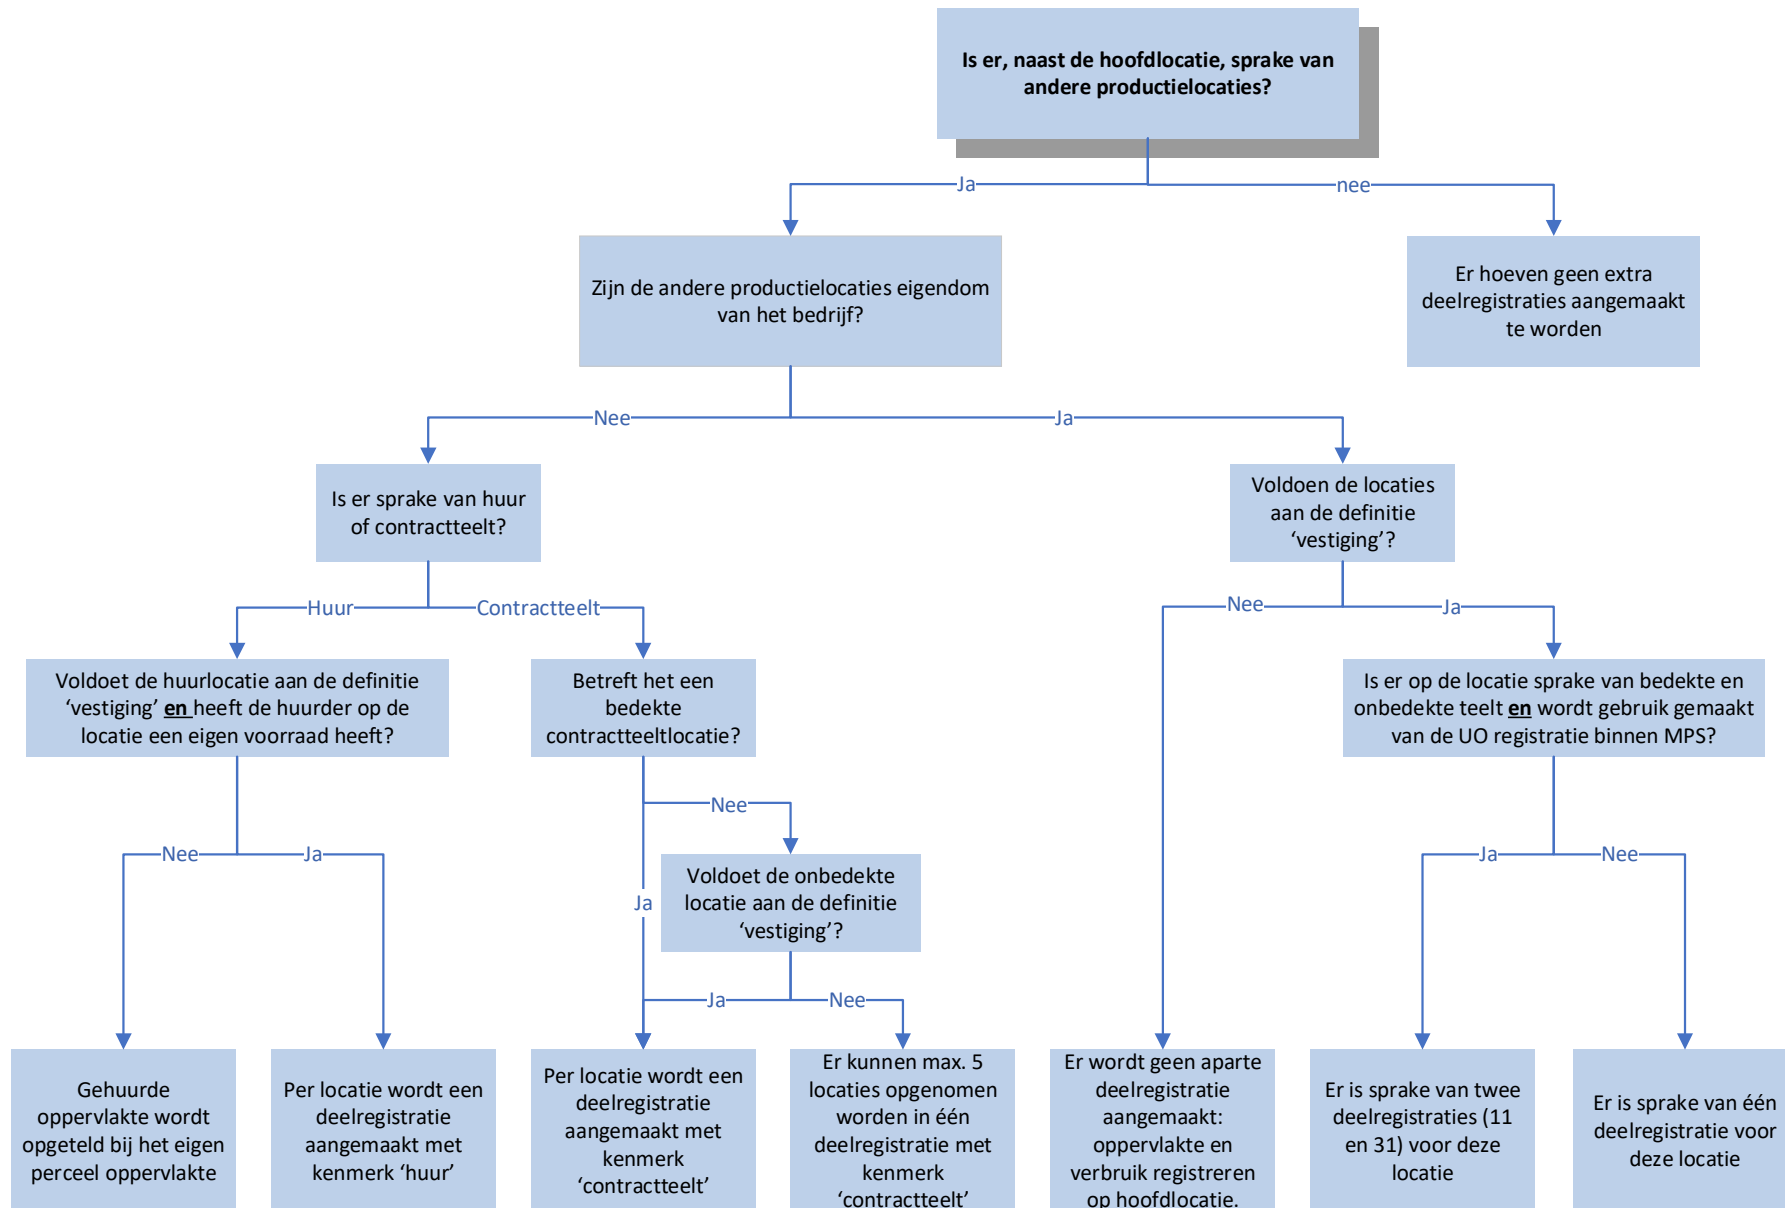 Is er, naast de hoofdlocatie, sprake van
andere productielocaties?
Ja
nee
Zijn de andere productielocaties eigendom
van het bedrijf?
Er hoeven geen extra
deelregistraties aangemaakt
te worden
Nee
Ja
Is er sprake van huur
of contractteelt?
Voldoen de locaties
aan de definitie
‘vestiging’?
Huur
Contractteelt
Nee
Ja
Voldoet de huurlocatie aan de definitie
‘vestiging’ en heeft de huurder op de
locatie een eigen voorraad heeft?
Betreft het een
bedekte
contractteeltlocatie?
Is er op de locatie sprake van bedekte en
onbedekte teelt en wordt gebruik gemaakt
van de UO registratie binnen MPS?
Nee
Nee
Ja
Ja
Nee
Voldoet de onbedekte
locatie aan de definitie
‘vestiging’?
Ja
Ja
Nee
Gehuurde
oppervlakte wordt
opgeteld bij het eigen
perceel oppervlakte
Per locatie wordt een
deelregistratie
aangemaakt met
kenmerk ‘huur’
Per locatie wordt een
deelregistratie
aangemaakt met
kenmerk
‘contractteelt’
Er kunnen max. 5
locaties opgenomen
worden in één
deelregistratie met
kenmerk
‘contractteelt’
Er wordt geen aparte
deelregistratie
aangemaakt:
oppervlakte en
verbruik registreren
op hoofdlocatie.
Er is sprake van twee
deelregistraties (11
en 31) voor deze
locatie
Er is sprake van één
deelregistratie voor
deze locatie